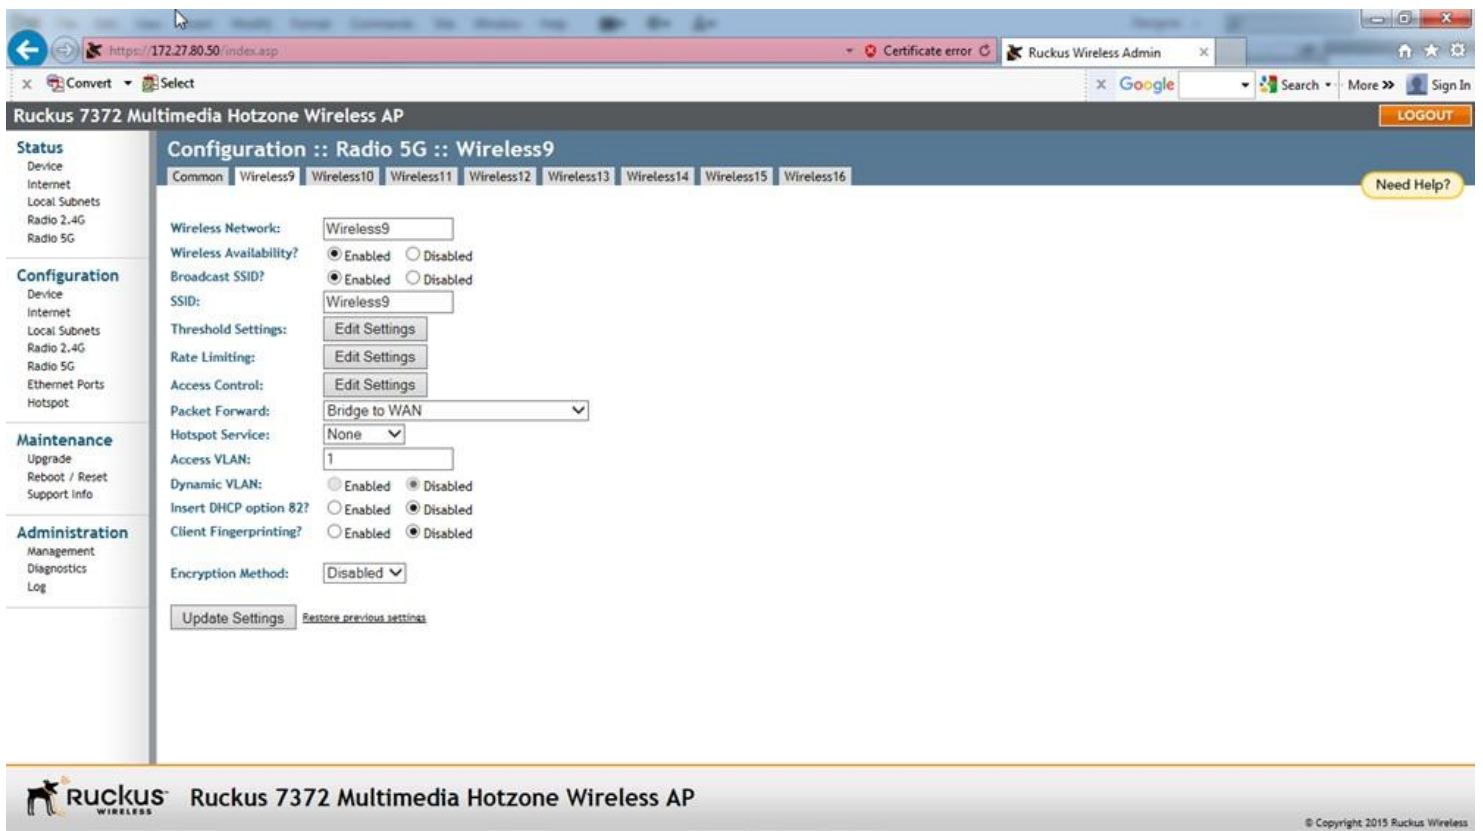 https://172.27.80.50/index.asp Certificate error Ruckus Wireless Admin
x Convert Select x Google Search More >> Sign In
Ruckus 7372 Multimedia Hotzone Wireless AP LOGOUT
Status
Device
Internet
Local Subnets
Radio 2.4G
Radio 5G
Configuration
Device
Internet
Local Subnets
Radio 2.4G
Radio 5G
Ethernet Ports
Hotspot
Maintenance
Upgrade
Reboot / Reset
Support Info
Administration
Management
Diagnostics
Log
Configuration :: Radio 5G :: Wireless9
Common Wireless9 Wireless10 Wireless11 Wireless12 Wireless13 Wireless14 Wireless15 Wireless16
Need Help?
Wireless Network: Wireless9
Wireless Availability? Enabled Disabled
Broadcast SSID? Enabled Disabled
SSID: Wireless9
Threshold Settings: Edit Settings
Rate Limiting: Edit Settings
Access Control: Edit Settings
Packet Forward: Bridge to WAN
Hotspot Service: None
Access VLAN: 1
Dynamic VLAN: Enabled Disabled
Insert DHCP option 82? Enabled Disabled
Client Fingerprinting? Enabled Disabled
Encryption Method: Disabled
Update Settings Restore previous settings
Ruckus WIRELESS Ruckus 7372 Multimedia Hotzone Wireless AP
© Copyright 2015 Ruckus Wireless